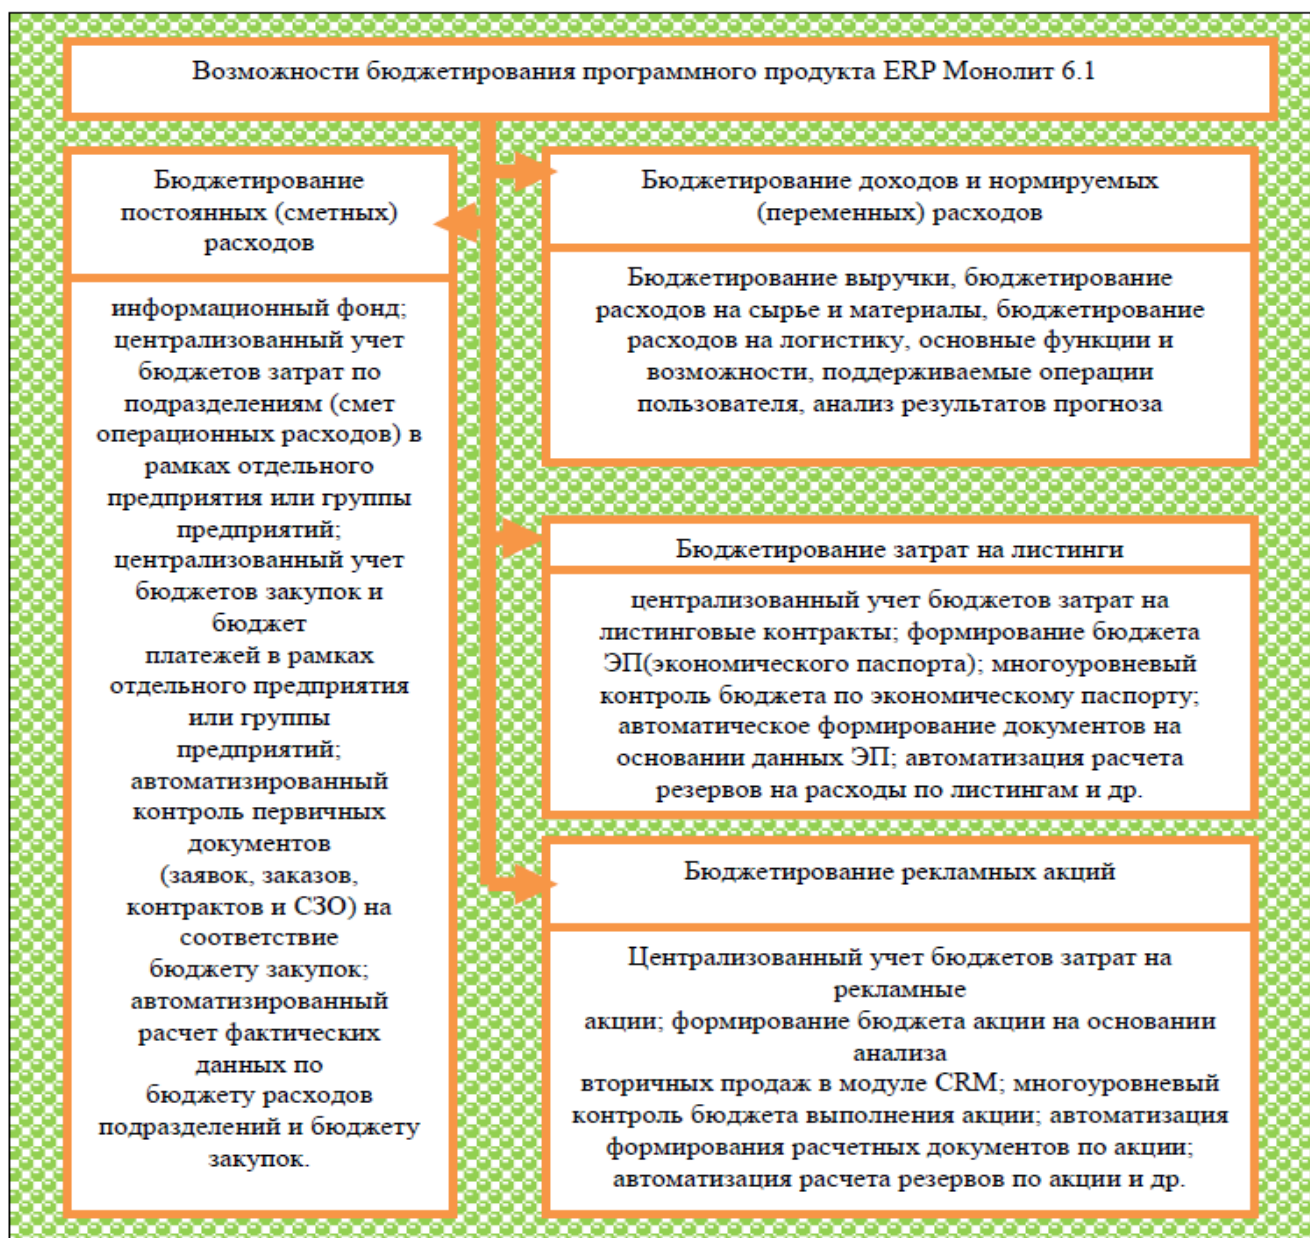 Возможности бюджетирования программного продукта ERP Монолит 6.1
Бюджетирование
постоянных (сметных)
расходов
информационный фонд;
централизованный учет
бюджетов затрат по
подразделениям (смет
операционных расходов) в
рамках отдельного
предприятия или группы
предприятий;
централизованный учет
бюджетов закупок и
бюджет
платежей в рамках
отдельного предприятия
или группы
предприятий;
автоматизированный
контроль первичных
документов
(заявок, заказов,
контрактов и СЗО) на
соответствие
бюджету закупок;
автоматизированный
расчет фактических
данных по
бюджету расходов
подразделений и бюджету
закупок.
Бюджетирование доходов и нормируемых
(переменных) расходов
Бюджетирование выручки, бюджетирование
расходов на сырье и материалы, бюджетирование
расходов на логистику, основные функции и
возможности, поддерживаемые операции
пользователя, анализ результатов прогноза
Бюджетирование затрат на листинги
централизованный учет бюджетов затрат на
листинговые контракты; формирование бюджета
ЭП(экономического паспорта); многоуровневый
контроль бюджета по экономическому паспорту;
автоматическое формирование документов на
основании данных ЭП; автоматизация расчета
резервов на расходы по листингам и др.
Бюджетирование рекламных акций
Централизованный учет бюджетов затрат на
рекламные
акции; формирование бюджета акции на основании
анализа
вторичных продаж в модуле CRM; многоуровневый
контроль бюджета выполнения акции; автоматизация
формирования расчетных документов по акции;
автоматизация расчета резервов по акции и др.